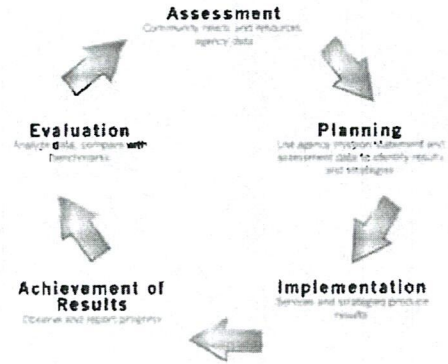 Assessment
Community needs and resources,
agency data
Planning
Use agency mission statement and
assessment data to identify results
and strategies
Implementation
Services and strategies produce
results
Achievement of
Results
Observe and report progress
Evaluation
Analyze data, compare with
benchmarks